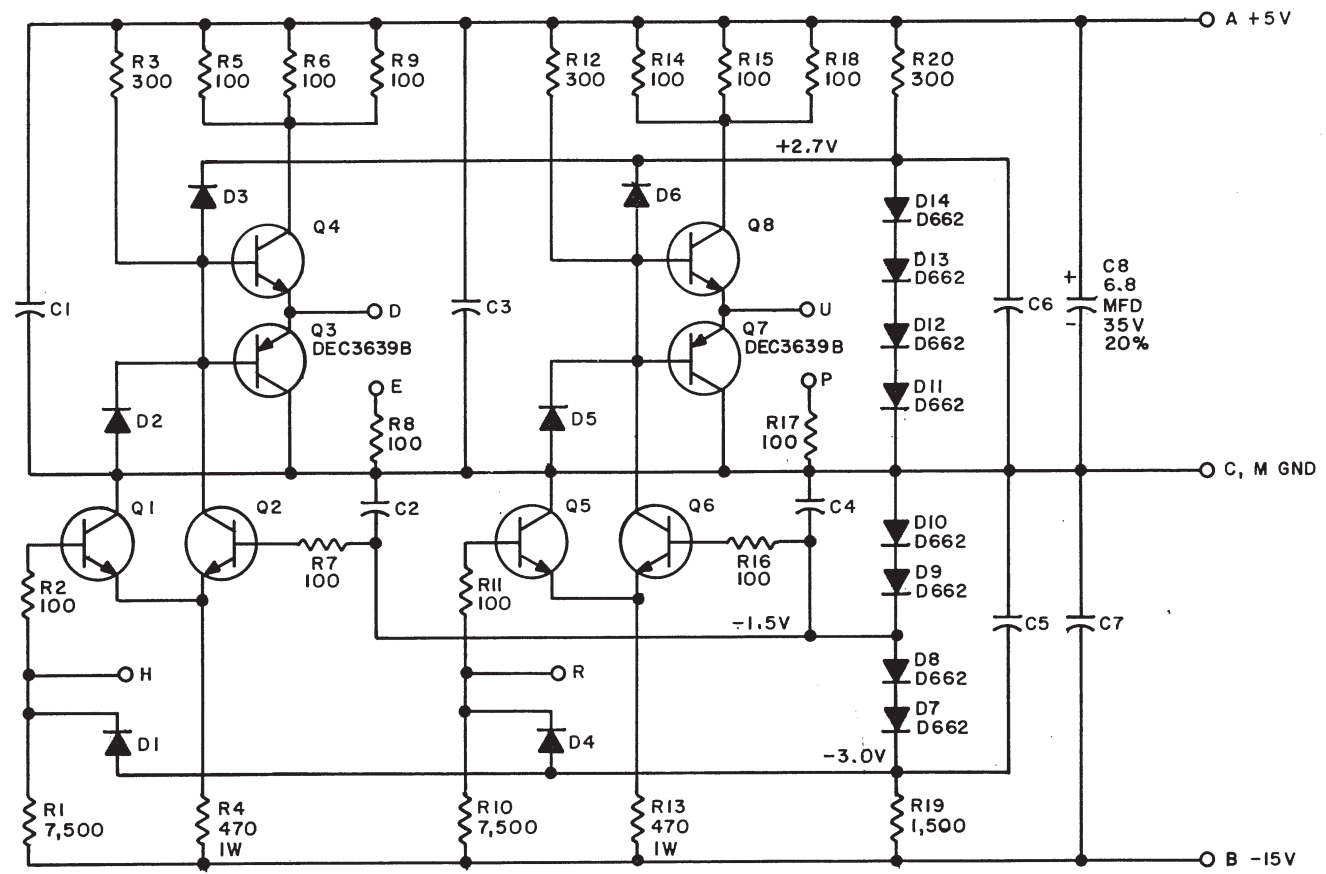 A +5V
R3
300
R5
100
R6
100
R9
100
R12
300
R14
100
R15
100
R18
100
R20
300
+2.7V
D3
Q4
D6
Q8
D14
D662
D13
D662
C1
D
C3
U
C6
+
C8
6.8
MFD
35V
20%
-
Q3
DEC3639B
Q7
DEC3639B
D12
D662
E
P
D11
D662
D2
R8
100
D5
R17
100
C, M GND
Q1
Q2
C2
Q5
Q6
C4
D10
D662
R2
100
R7
100
R11
100
R16
100
D9
D662
-1.5V
C5
C7
H
R
D8
D662
D7
D662
D1
D4
-3.0V
R1
7,500
R4
470
1W
R10
7,500
R13
470
1W
R19
1,500
B -15V